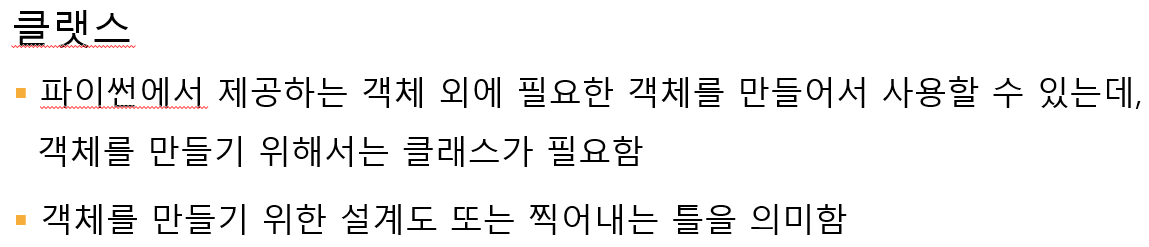 클랫스
▪ 파이썬에서 제공하는 객체 외에 필요한 객체를 만들어서 사용할 수 있는데,
객체를 만들기 위해서는 클래스가 필요함
▪ 객체를 만들기 위한 설계도 또는 찍어내는 틀을 의미함